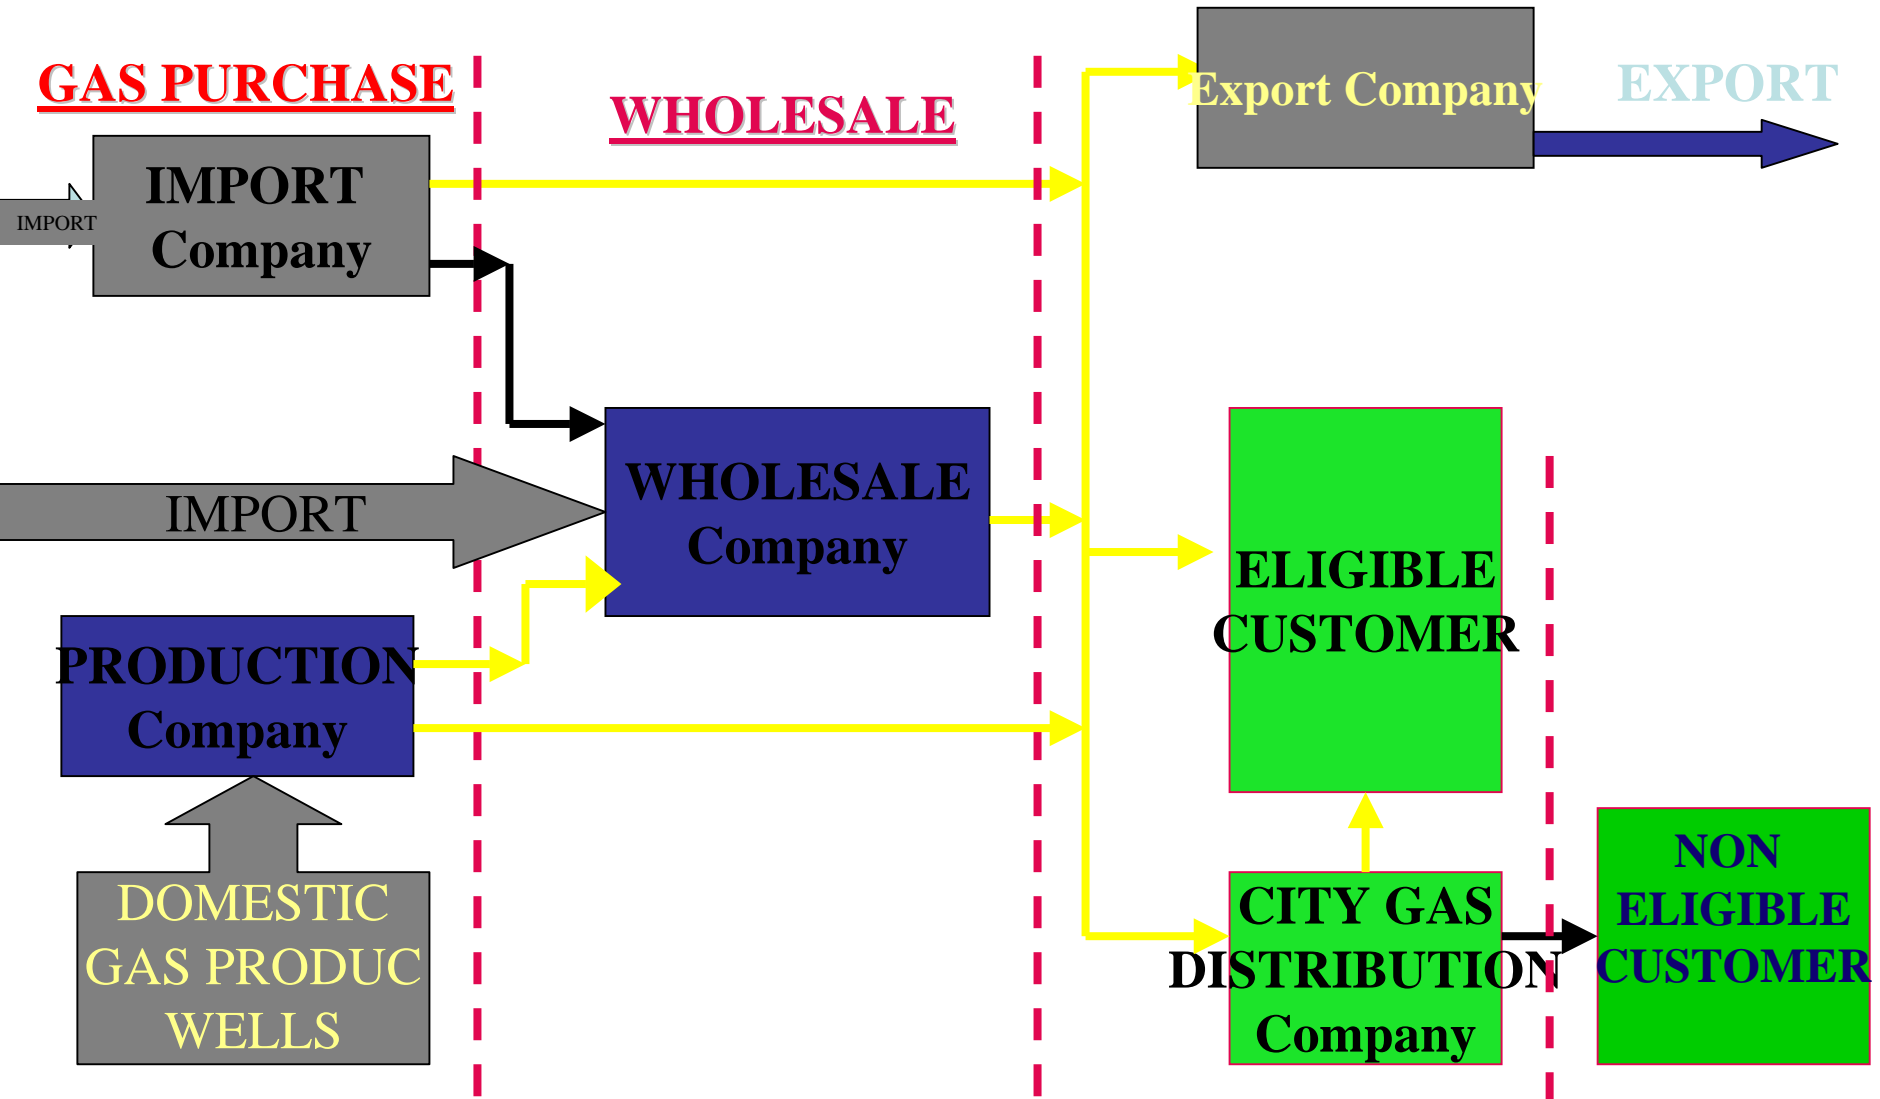 GAS PURCHASE
WHOLESALE
Export Company
EXPORT
IMPORT
IMPORT
Company
IMPORT
WHOLESALE
Company
PRODUCTION
Company
ELIGIBLE
CUSTOMER
DOMESTIC
GAS PRODUC
WELLS
CITY GAS
DISTRIBUTION
Company
NON
ELIGIBLE
CUSTOMER